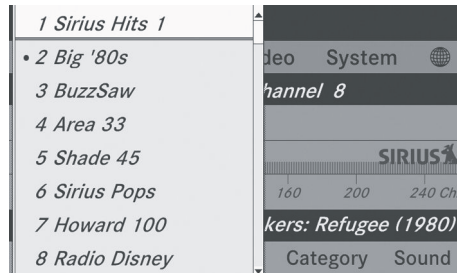 1 Sirius Hits 1
• 2 Big '80s
3 BuzzSaw
4 Area 33
5 Shade 45
6 Sirius Pops
7 Howard 100
8 Radio Disney
deo System
hannel 8
SIRIUS
160 200 240 Ch.
kers: Refugee (1980)
Category Sound